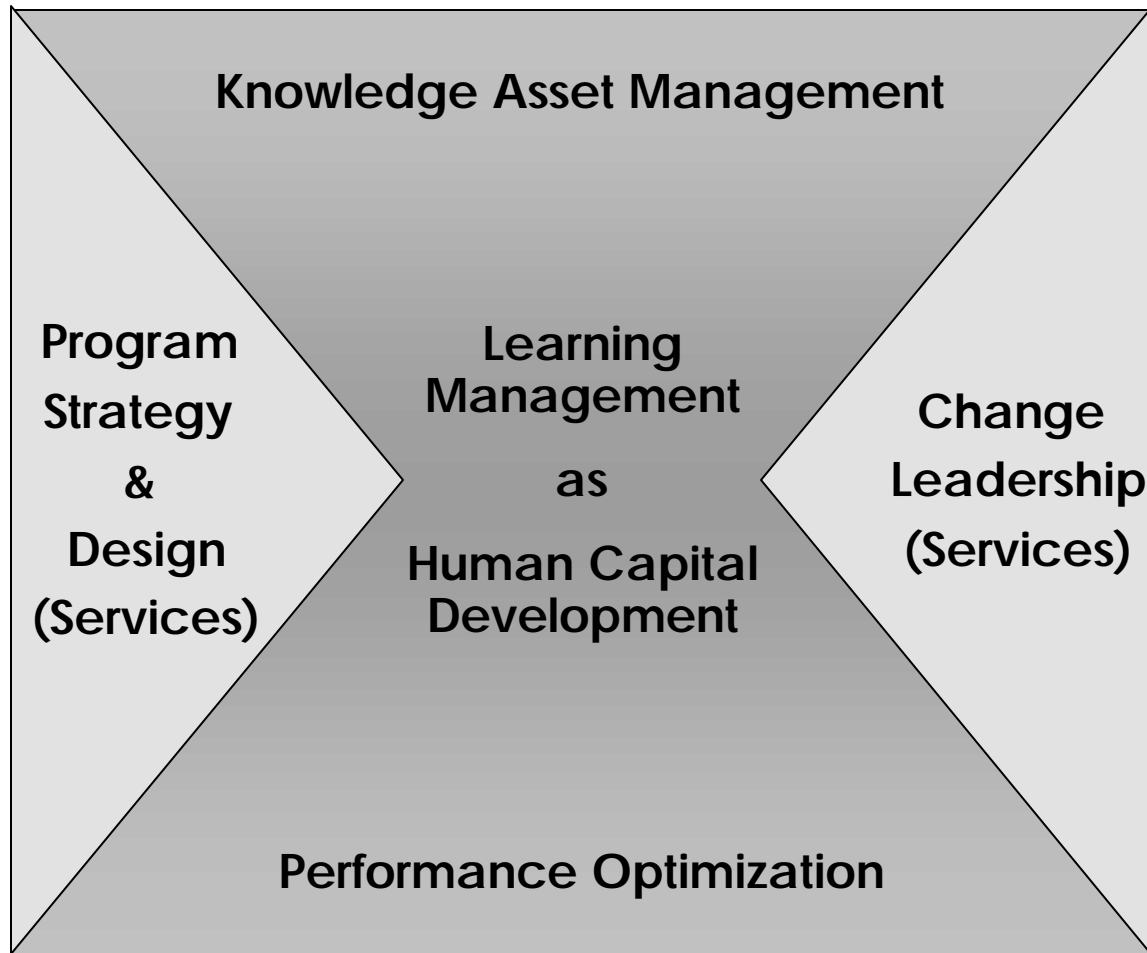 Knowledge Asset Management
Program
Strategy
&
Design
(Services)
Learning
Management
as
Human Capital
Development
Change
Leadership
(Services)
Performance Optimization